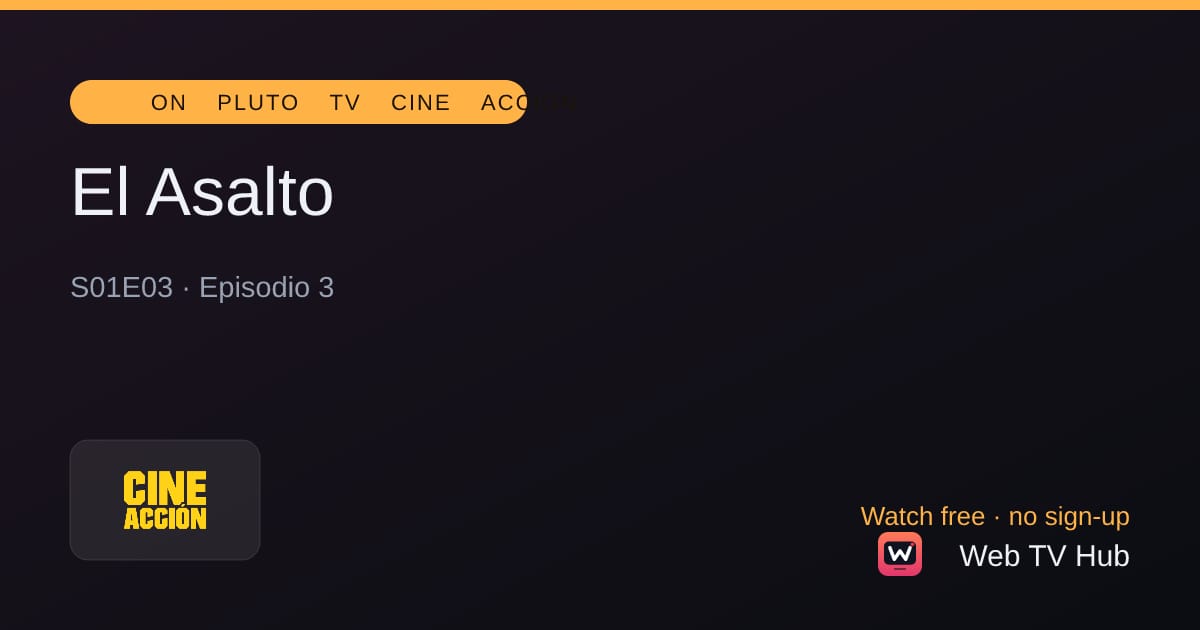 ON PLUTO TV CINE ACCIÓN
El Asalto
S01E03 · Episodio 3
CINE
ACCIÓN
Watch free · no sign-up
W
Web TV Hub